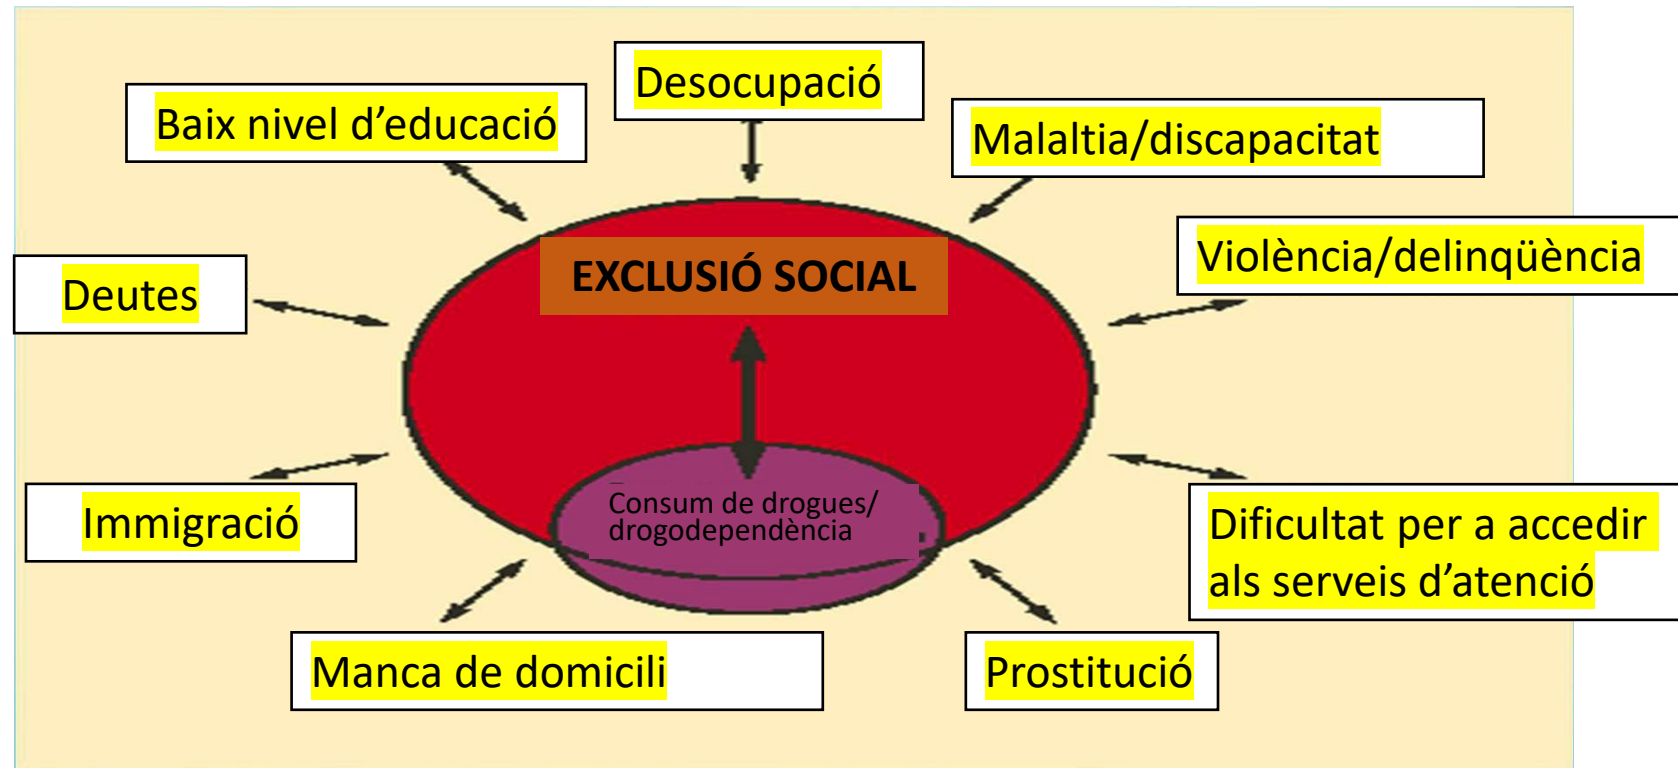 Desocupació
Baix nivel d’educació
Malaltia/discapacitat
EXCLUSIÓ SOCIAL
Violència/delinqüència
Deutes
Consum de drogues/
drogodependència
Immigració
Dificultat per a accedir
als serveis d’atenció
Manca de domicili
Prostitució